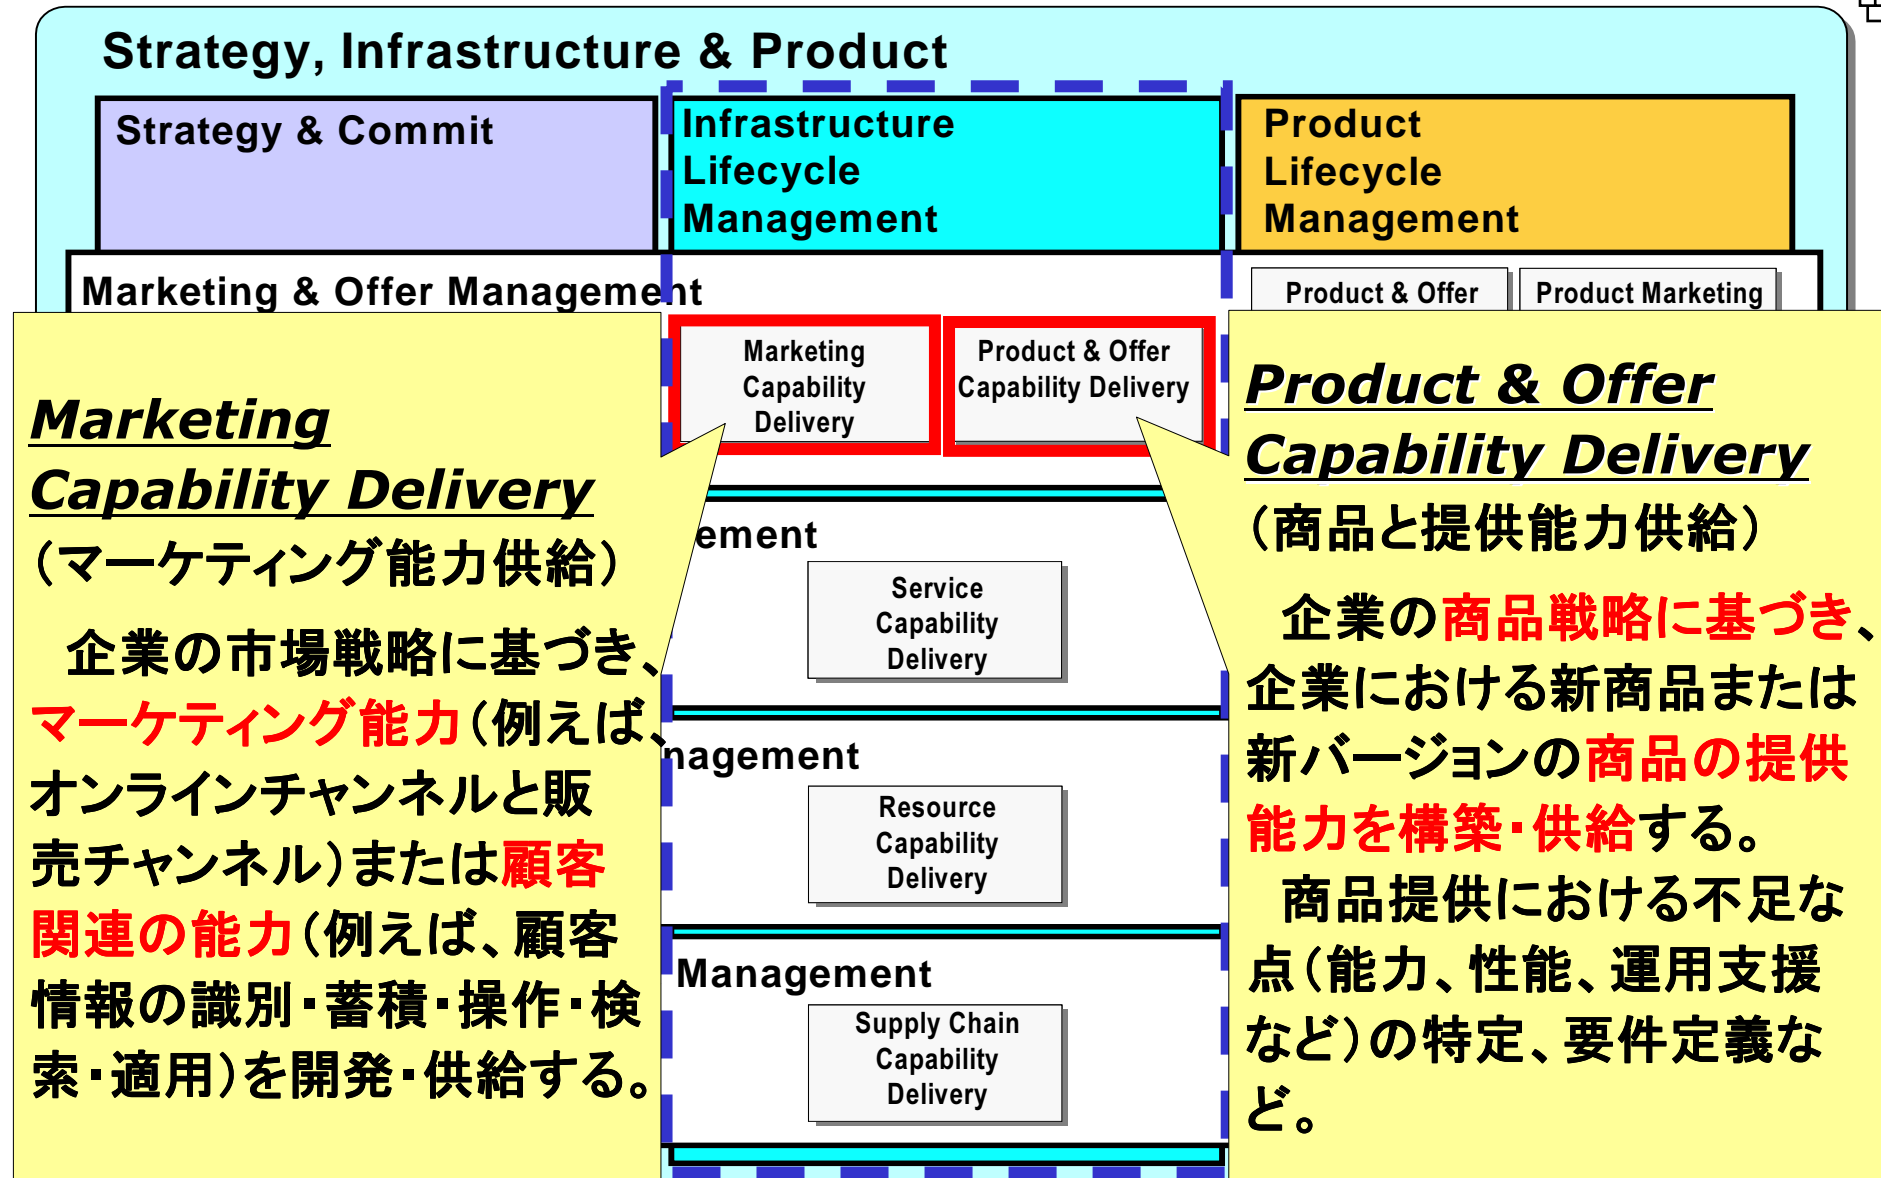 Strategy, Infrastructure & Product
Strategy & Commit
Infrastructure
Lifecycle
Management
Product
Lifecycle
Management
Marketing & Offer Management
Product & Offer
Product Marketing
Marketing
Capability
Delivery
Product & Offer
Capability Delivery
ement
Service
Capability
Delivery
nagement
Resource
Capability
Delivery
Management
Supply Chain
Capability
Delivery
Marketing
Capability Delivery
（マーケティング能力供給）
企業の市場戦略に基づき、
マーケティング能力（例えば、
オンラインチャンネルと販
売チャンネル）または顧客
関連の能力（例えば、顧客
情報の識別・蓄積・操作・検
索・適用）を開発・供給する。
Product & Offer
Capability Delivery
（商品と提供能力供給）
企業の商品戦略に基づき、
企業における新商品または
新バージョンの商品の提供
能力を構築・供給する。
商品提供における不足な
点（能力、性能、運用支援
など）の特定、要件定義な
ど。